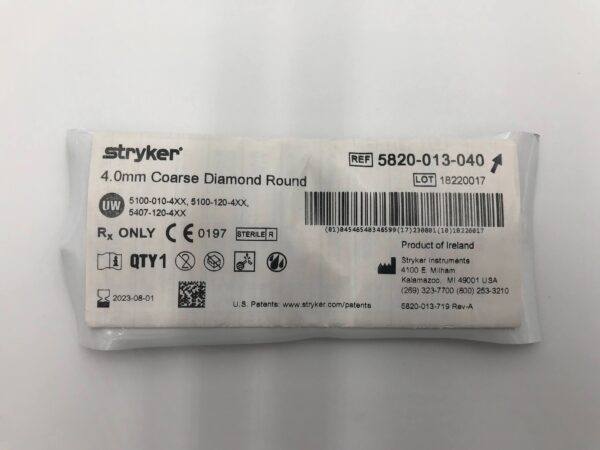 stryker®
REF 5820-013-040
4.0mm Coarse Diamond Round
LOT 18220017
UW 5100-010-4XX, 5100-120-4XX,
5407-120-4XX
(01)04546540346599(17)230801(10)18220017
Rx ONLY CE 0197 STERILE R
Product of Ireland
QTY 1
Stryker Instruments
4100 E. Milham
Kalamazoo, MI 49001 USA
(269) 323-7700 (800) 253-3210
2023-08-01
U.S. Patents: www.stryker.com/patents
5820-013-719 Rev-A